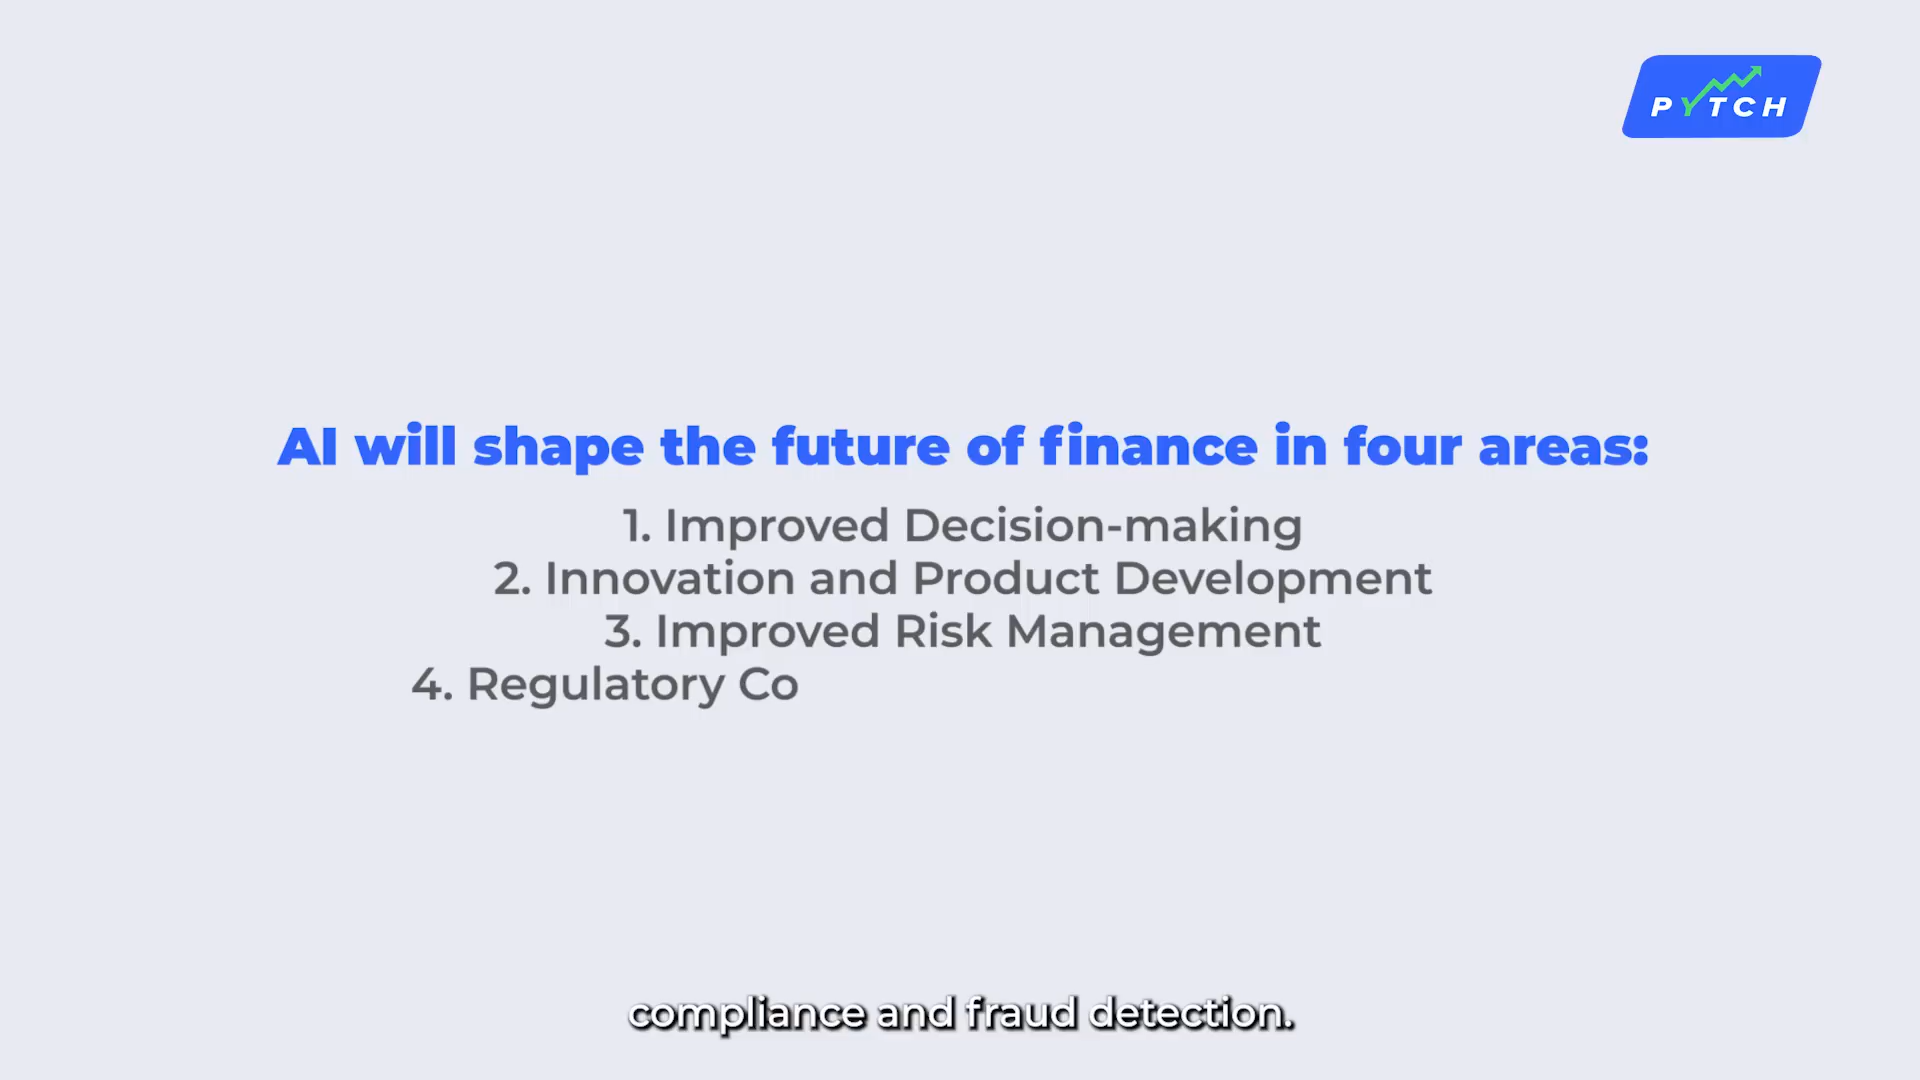 PYTCH
AI will shape the future of finance in four areas:
1. Improved Decision-making
2. Innovation and Product Development
3. Improved Risk Management
4. Regulatory Co
compliance and fraud detection.